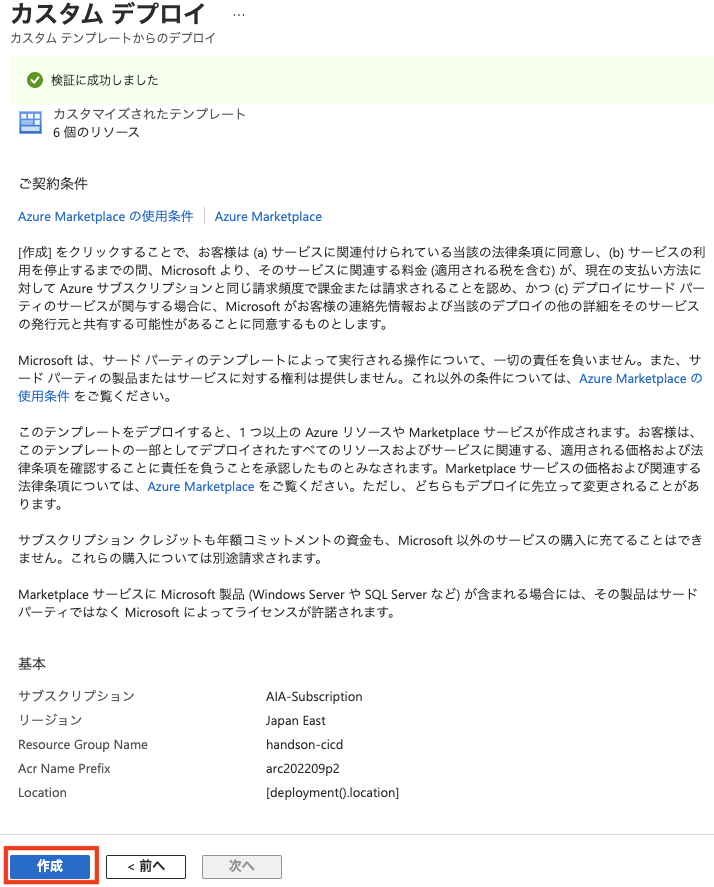 カスタム デプロイ ...
カスタム テンプレートからのデプロイ
検証に成功しました
カスタマイズされたテンプレート
6 個のリソース
ご契約条件
Azure Marketplace の使用条件 Azure Marketplace
[作成] をクリックすることで、お客様は (a) サービスに関連付けられている当該の法律条項に同意し、(b) サービスの利
用を停止するまでの間、Microsoft より、そのサービスに関連する料金 (適用される税を含む) が、現在の支払い方法に
対して Azure サブスクリプションと同じ請求頻度で課金または請求されることを認め、かつ (c) デプロイにサード パー
ティのサービスが関与する場合に、Microsoft がお客様の連絡先情報および当該のデプロイの他の詳細をそのサービス
の発行元と共有する可能性があることに同意するものとします。
Microsoft は、サード パーティのテンプレートによって実行される操作について、一切の責任を負いません。また、サ
ード パーティの製品またはサービスに対する権利は提供しません。これ以外の条件については、Azure Marketplace の
使用条件 をご覧ください。
このテンプレートをデプロイすると、1 つ以上の Azure リソースや Marketplace サービスが作成されます。お客様は、
このテンプレートの一部としてデプロイされたすべてのリソースおよびサービスに関連する、適用される価格および法
律条項を確認することに責任を負うことを承認したものとみなされます。Marketplace サービスの価格および関連する
法律条項については、Azure Marketplace をご覧ください。ただし、どちらもデプロイに先立って変更されることがあ
ります。
サブスクリプション クレジットも年額コミットメントの資金も、Microsoft 以外のサービスの購入に充てることはでき
ません。これらの購入については別途請求されます。
Marketplace サービスに Microsoft 製品 (Windows Server や SQL Server など) が含まれる場合には、その製品はサード
パーティではなく Microsoft によってライセンスが許諾されます。
基本
サブスクリプション AIA-Subscription
リージョン Japan East
Resource Group Name handson-cicd
Acr Name Prefix arc202209p2
Location [deployment().location]
作成 < 前へ 次へ